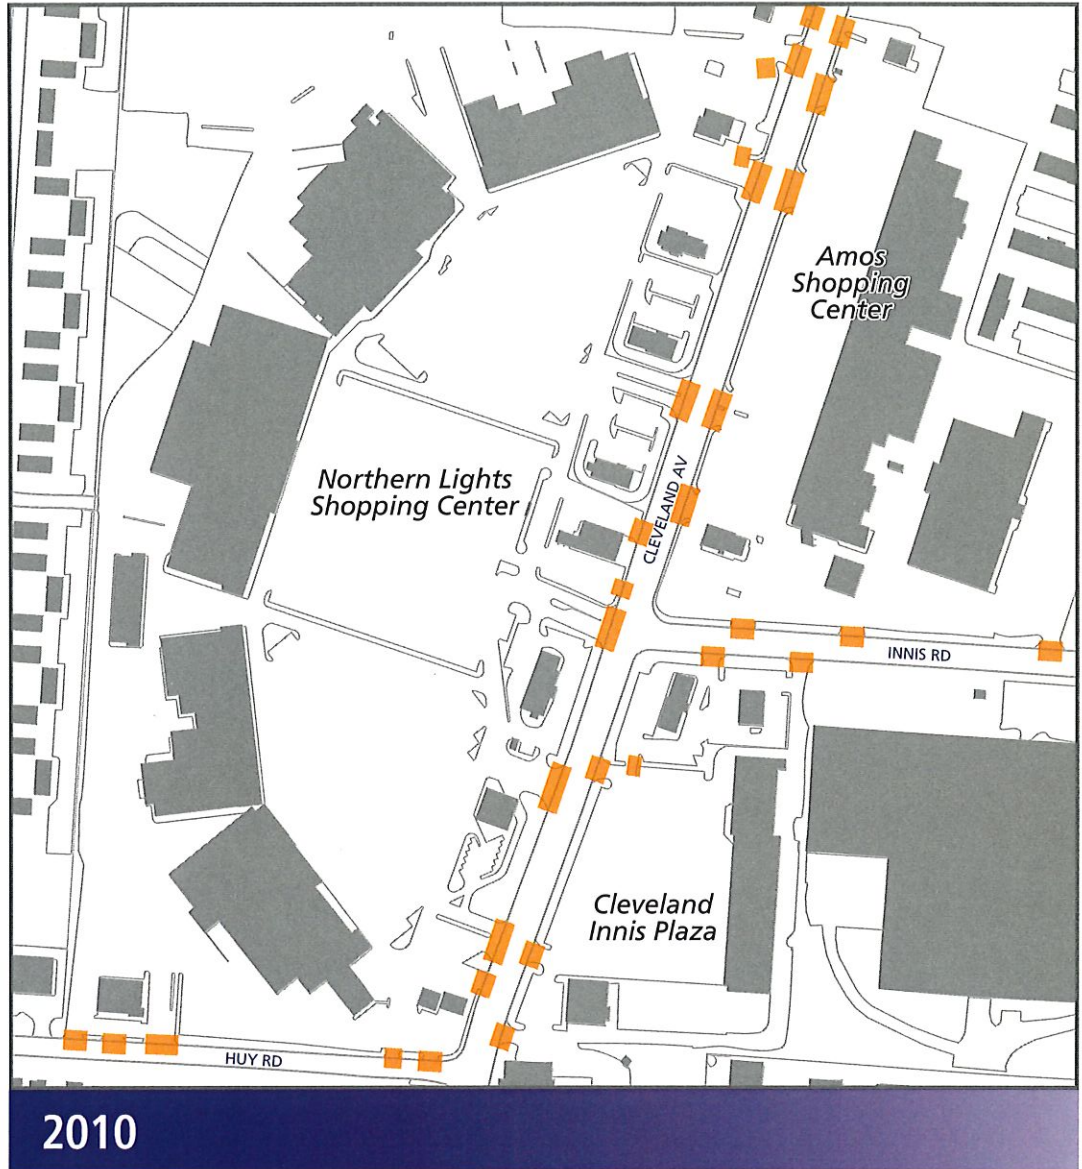 Amos
Shopping
Center
Northern Lights
Shopping Center
CLEVELAND AV
INNIS RD
Cleveland
Innis Plaza
HUY RD
2010